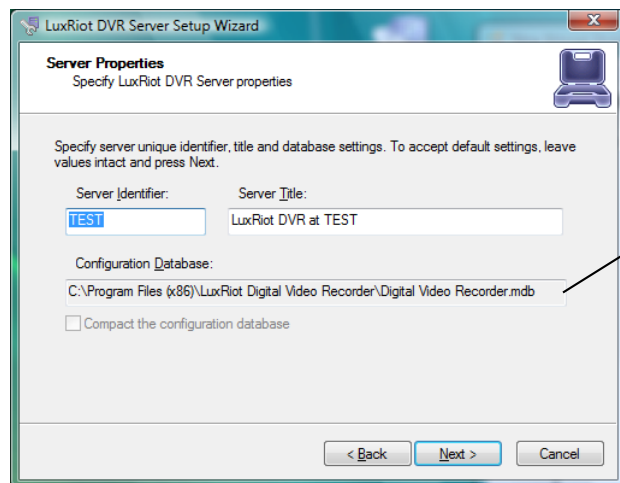 LuxRiot DVR Server Setup Wizard
Server Properties
Specify LuxRiot DVR Server properties
Specify server unique identifier, title and database settings. To accept default settings, leave
values intact and press Next.
Server Identifier: Server Title:
TEST LuxRiot DVR at TEST
Configuration Database:
C:\Program Files (x86)\LuxRiot Digital Video Recorder\Digital Video Recorder.mdb
Compact the configuration database
< Back Next > Cancel